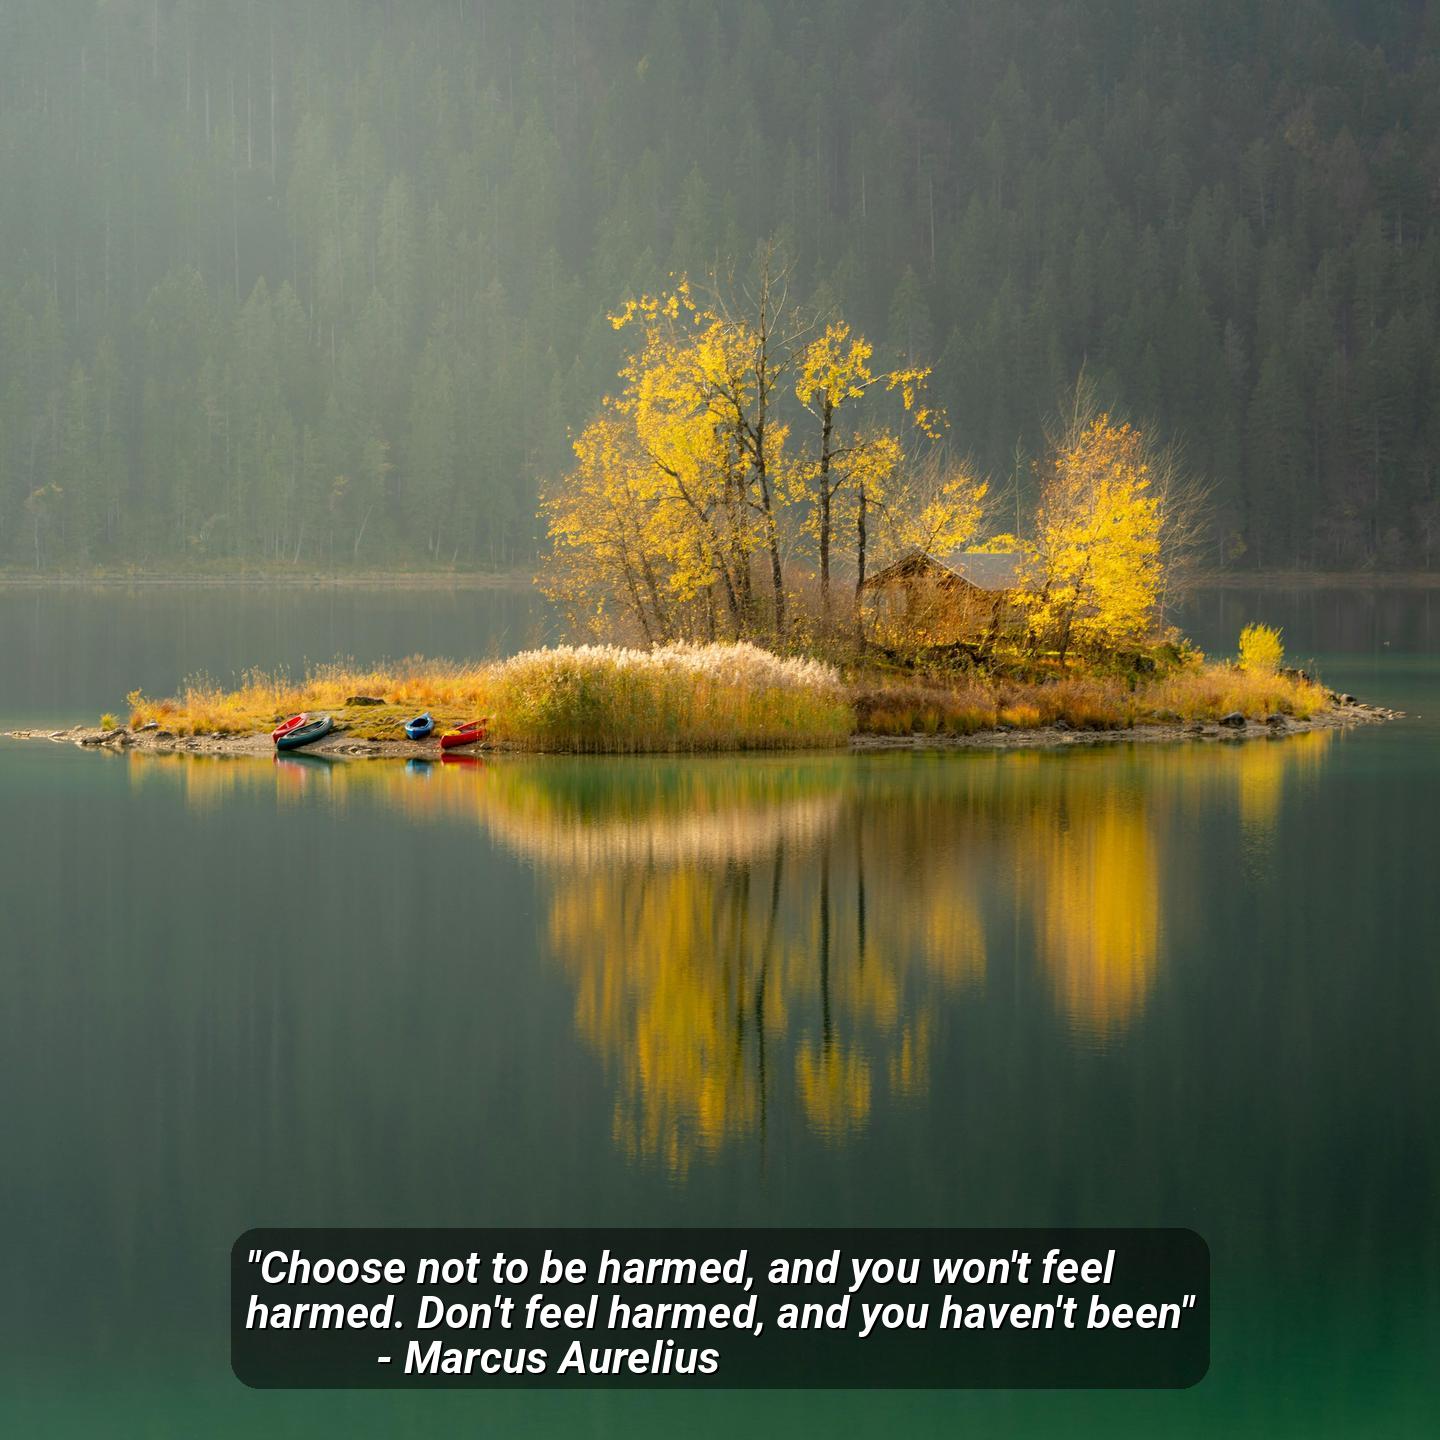 "Choose not to be harmed, and you won't feel
harmed. Don't feel harmed, and you haven't been"
- Marcus Aurelius